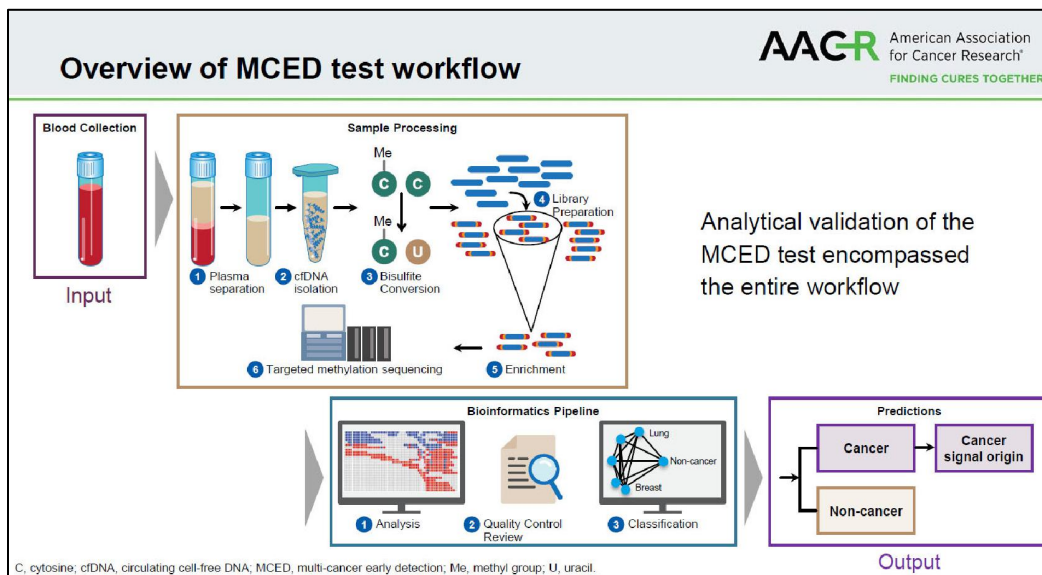 Overview of MCED test workflow
AACR
American Association
for Cancer Research®
FINDING CURES TOGETHER
Blood Collection
Input
Sample Processing
1 Plasma
separation
2 cfDNA
isolation
Me
C C
Me
C U
3 Bisulfite
Conversion
4 Library
Preparation
5 Enrichment
6 Targeted methylation sequencing
Analytical validation of the
MCED test encompassed
the entire workflow
Bioinformatics Pipeline
1 Analysis
2 Quality Control
Review
Lung
Non-cancer
Breast
3 Classification
Predictions
Cancer
Cancer
signal origin
Non-cancer
Output
C, cytosine; cfDNA, circulating cell-free DNA; MCED, multi-cancer early detection; Me, methyl group; U, uracil.